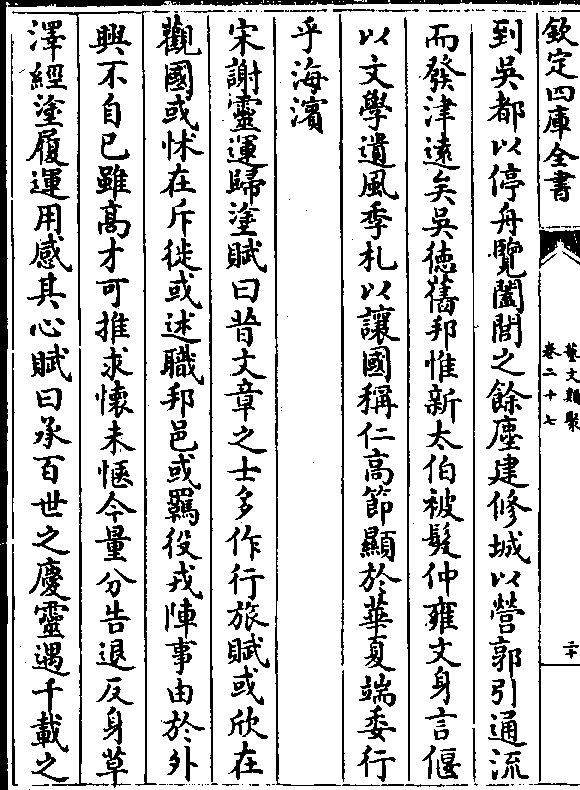 欽定四庫全書
藝文類聚
卷二十七
二十
到吳都以停舟覽闔閭之餘塵建修城以營郭引通流
而發津遠矣吳徳舊邦惟新太伯被髮仲雍文身言偃
以文學遺風季札以讓國稱仁高節顯於華夏端委行
乎海濱
宋謝靈運歸塗賦曰昔文章之士多作行旅賦或欣在
觀國或怵在斥徙或述職邦邑或羈役戎陣事由於外
興不自已雖高才可推求懷未愜今量分告退反身草
澤經塗履運用感其心賦曰承百世之慶靈遇千載之